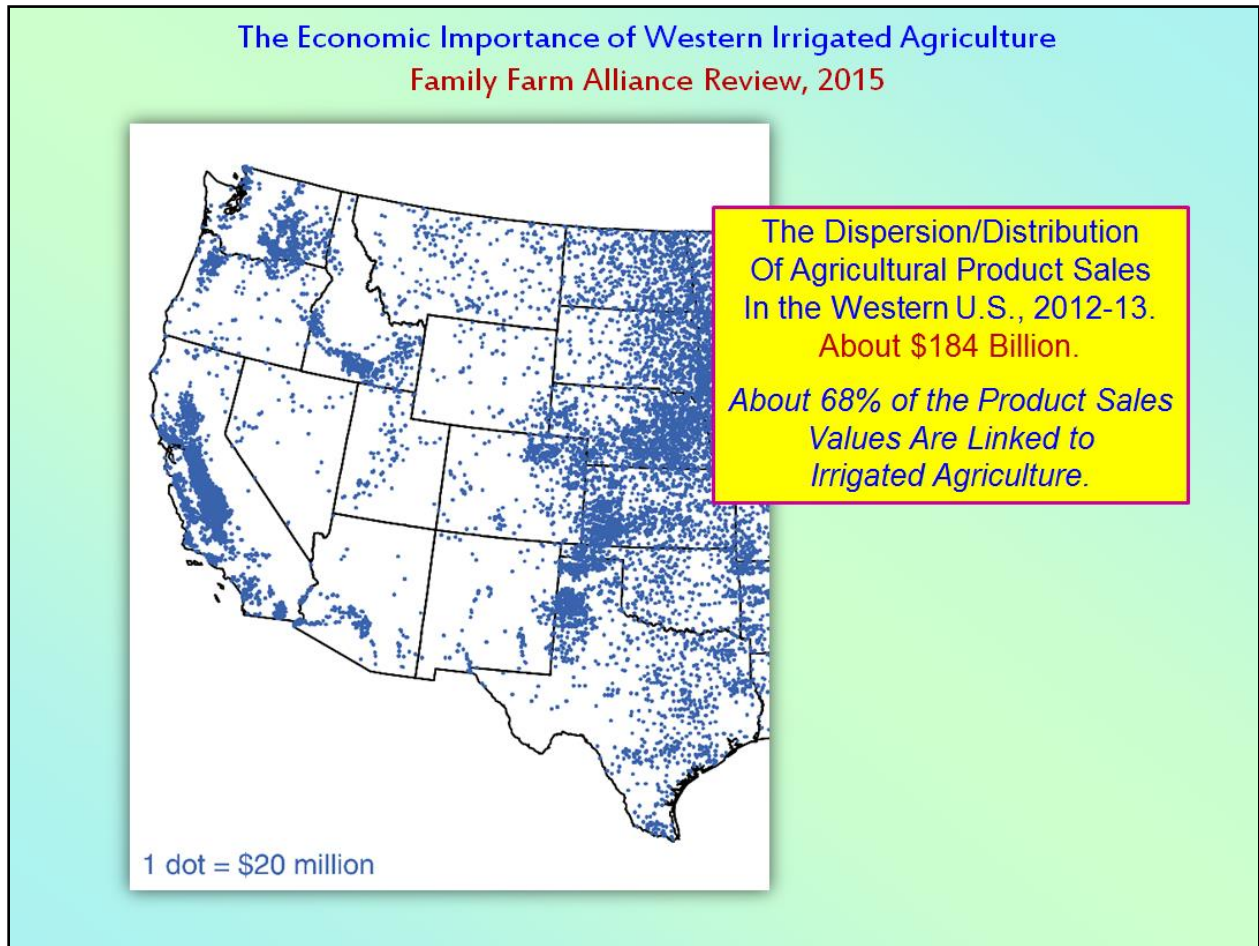 The Economic Importance of Western Irrigated Agriculture
Family Farm Alliance Review, 2015
The Dispersion/Distribution
Of Agricultural Product Sales
In the Western U.S., 2012-13.
About $184 Billion.
About 68% of the Product Sales
Values Are Linked to
Irrigated Agriculture.
1 dot = $20 million